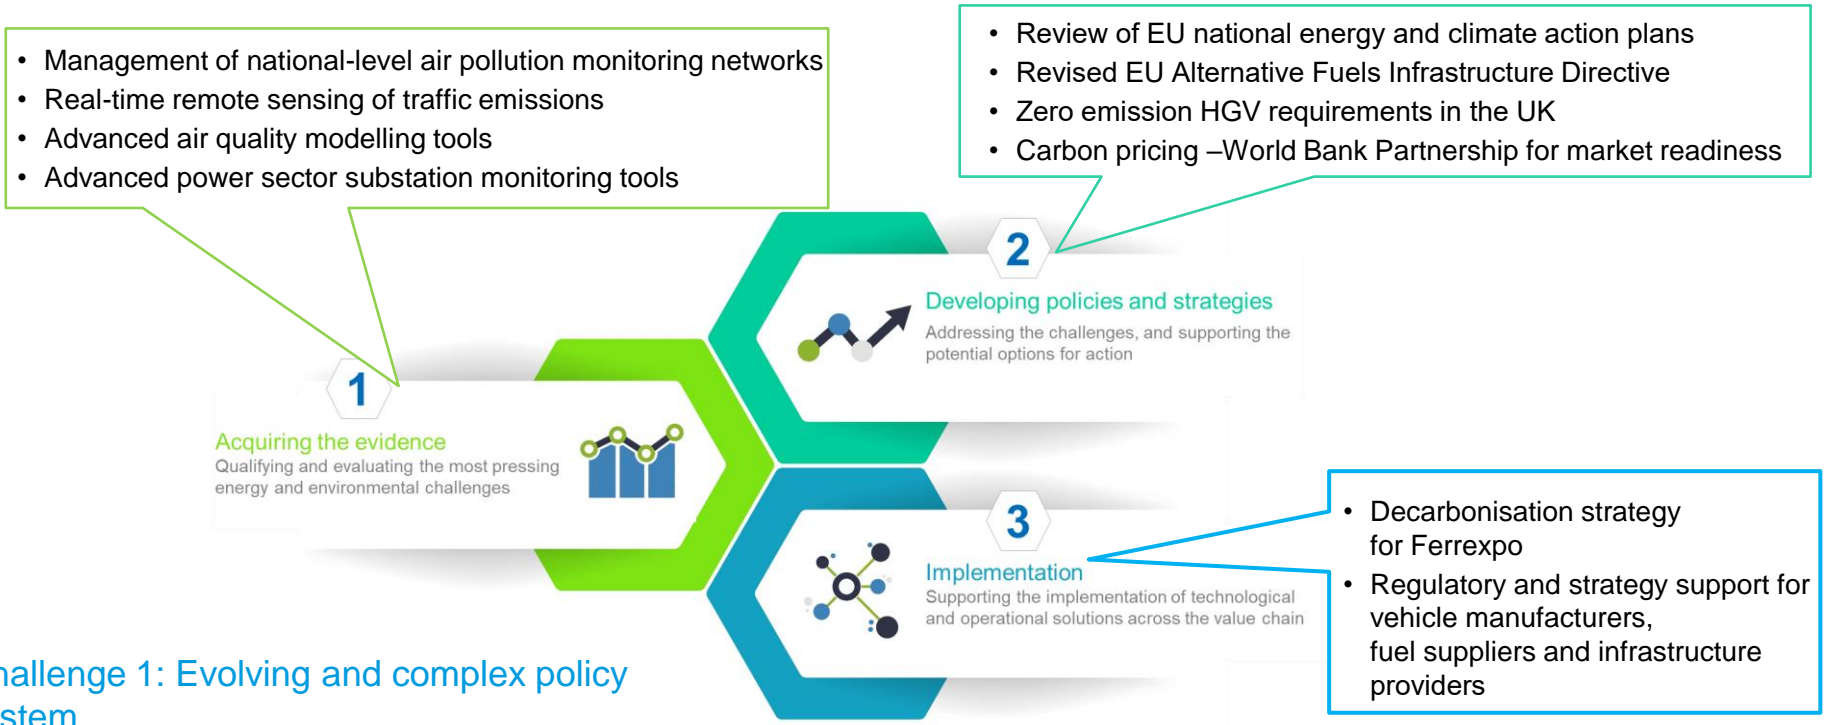 • Management of national-level air pollution monitoring networks
• Real-time remote sensing of traffic emissions
• Advanced air quality modelling tools
• Advanced power sector substation monitoring tools
• Review of EU national energy and climate action plans
• Revised EU Alternative Fuels Infrastructure Directive
• Zero emission HGV requirements in the UK
• Carbon pricing –World Bank Partnership for market readiness
1
Acquiring the evidence
Qualifying and evaluating the most pressing
energy and environmental challenges
2
Developing policies and strategies
Addressing the challenges, and supporting the
potential options for action
3
Implementation
Supporting the implementation of technological
and operational solutions across the value chain
• Decarbonisation strategy
for Ferrexpo
• Regulatory and strategy support for
vehicle manufacturers,
fuel suppliers and infrastructure
providers
hallenge 1: Evolving and complex policy
stem